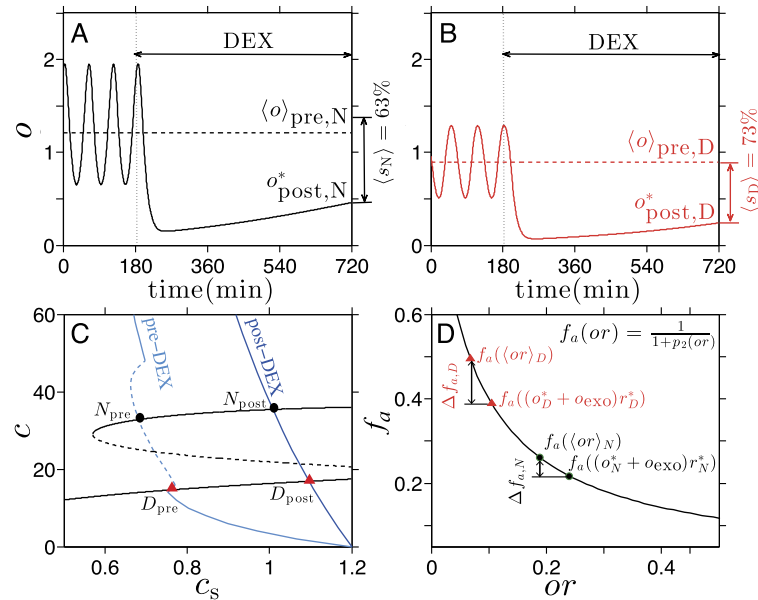 A
DEX
⟨o⟩pre,N
o*post,N
⟨sN⟩ = 63%
o
2
1
0
0 180 360 540 720
time(min)
B
DEX
⟨o⟩pre,D
o*post,D
⟨sD⟩ = 73%
2
1
0
0 180 360 540 720
time(min)
C
pre–DEX
post–DEX
Npre
Npost
Dpre
Dpost
c
60
40
20
0
0.6 0.8 1 1.2
cs
D
fa(or) = 1/(1+p2(or))
fa(⟨or⟩D)
Δfa,D
fa((o*D + oexo)r*D)
fa(⟨or⟩N)
Δfa,N
fa((o*N + oexo)r*N)
fa
0.6
0.4
0.2
0 0.2 0.4
or